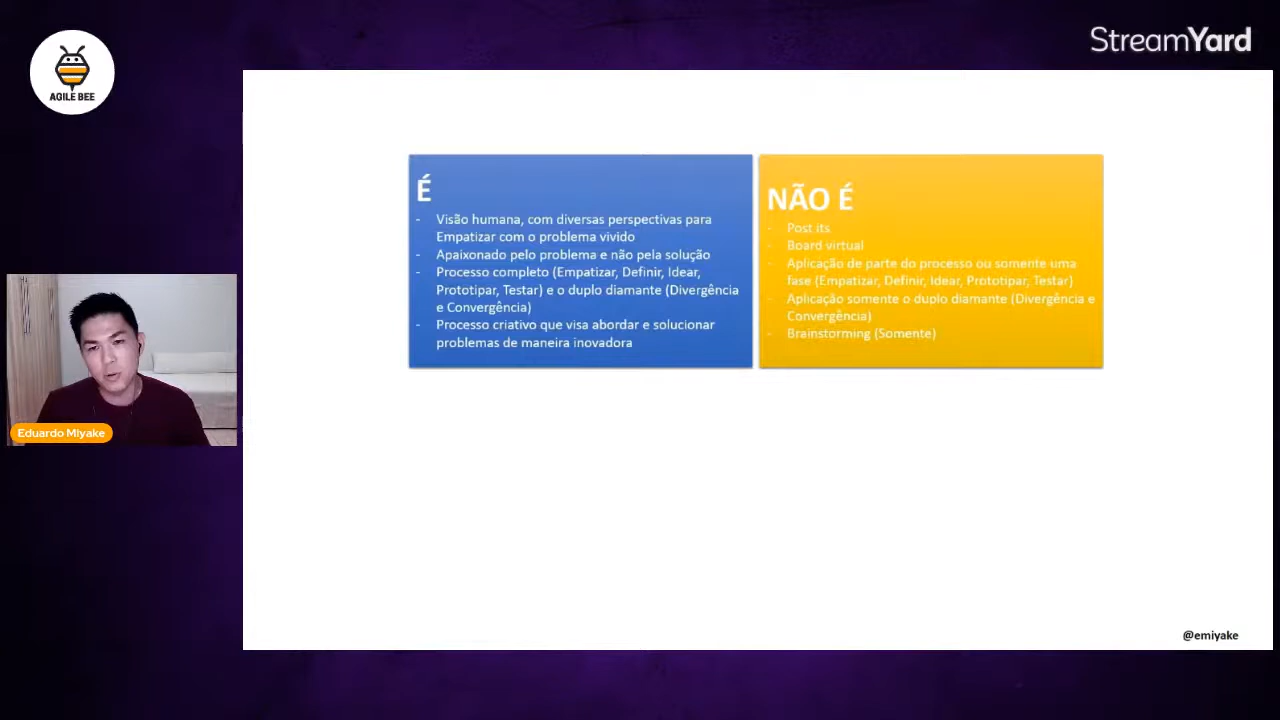 StreamYard
AGILE BEE
É
- Visão humana, com diversas perspectivas para
Empatizar com o problema vivido
- Apaixonado pelo problema e não pela solução
- Processo completo (Empatizar, Definir, Idear,
Prototipar, Testar) e o duplo diamante (Divergência
e Convergência)
- Processo criativo que visa abordar e solucionar
problemas de maneira inovadora
NÃO É
- Post its
- Board virtual
- Aplicação de parte do processo ou somente uma
fase (Empatizar, Definir, Idear, Prototipar, Testar)
- Aplicação somente o duplo diamante (Divergência e
Convergência)
- Brainstorming (Somente)
Eduardo Miyake
@emiyake